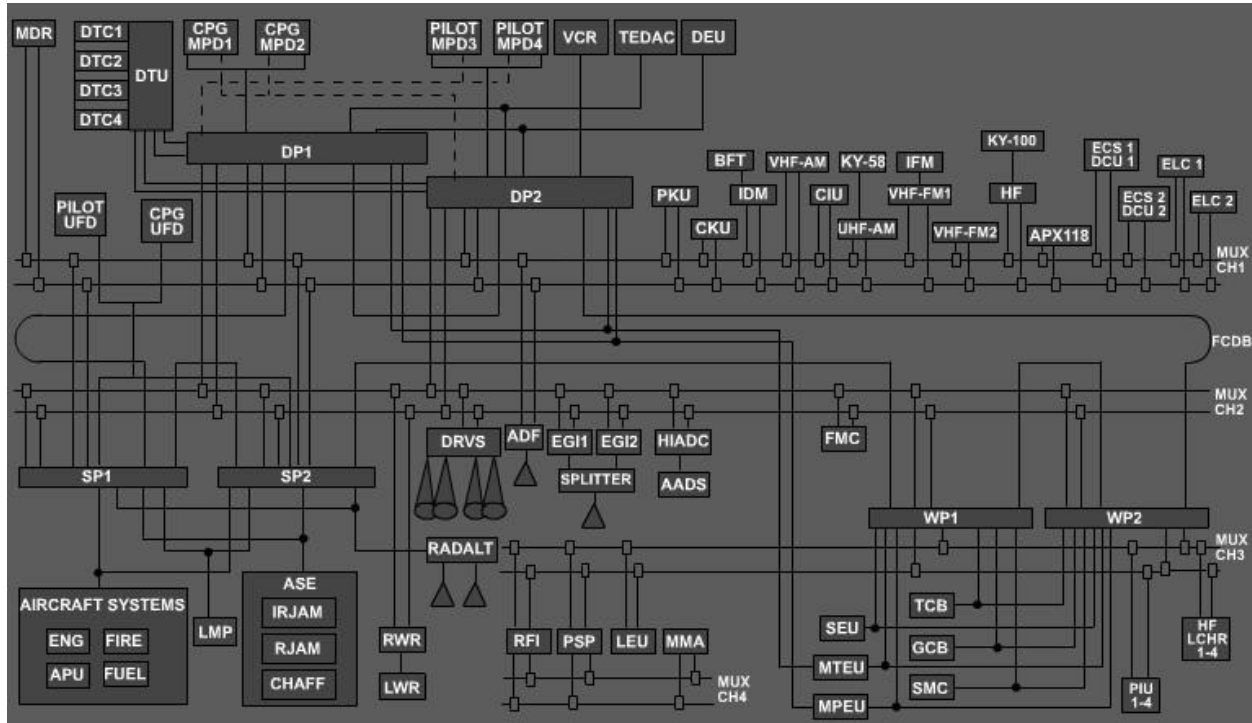 MDR
DTC1
DTC2
DTC3
DTC4
DTU
CPG
MPD1
CPG
MPD2
PILOT
MPD3
PILOT
MPD4
VCR
TEDAC
DEU
DP1
DP2
PILOT
UFD
CPG
UFD
PKU
CKU
BFT
IDM
VHF-AM
CIU
KY-58
UHF-AM
IFM
VHF-FM1
VHF-FM2
KY-100
HF
APX118
ECS 1
DCU 1
ECS 2
DCU 2
ELC 1
ELC 2
MUX
CH1
FCDB
MUX
CH2
SP1
SP2
DRVS
ADF
EGI1
EGI2
SPLITTER
HIADC
AADS
FMC
WP1
WP2
RADALT
MUX
CH3
AIRCRAFT SYSTEMS
ENG
FIRE
APU
FUEL
LMP
ASE
IRJAM
RJAM
CHAFF
RWR
LWR
RFI
PSP
LEU
MMA
MUX
CH4
SEU
MTEU
MPEU
TCB
GCB
SMC
PIU
1-4
HF
LCHR
1-4